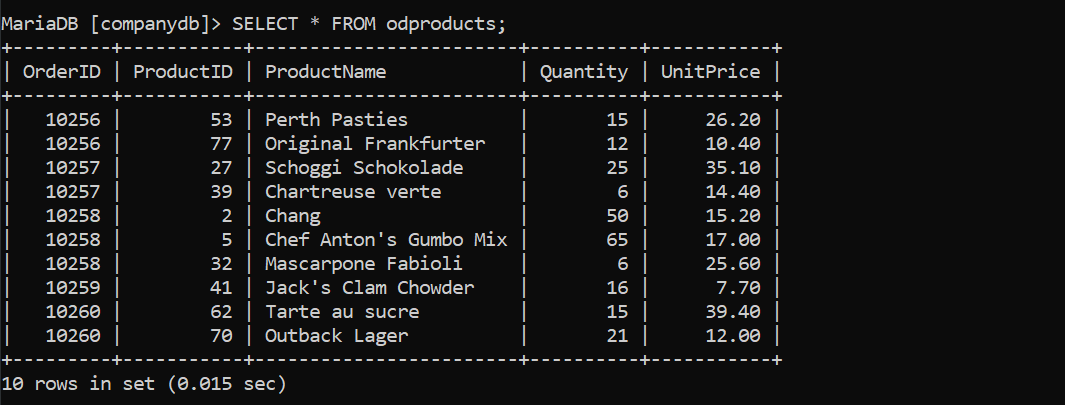 MariaDB [companydb]> SELECT * FROM odproducts;
+---------+-----------+------------------------+----------+-----------+
| OrderID | ProductID | ProductName            | Quantity | UnitPrice |
+---------+-----------+------------------------+----------+-----------+
|   10256 |        53 | Perth Pasties          |       15 |     26.20 |
|   10256 |        77 | Original Frankfurter   |       12 |     10.40 |
|   10257 |        27 | Schoggi Schokolade     |       25 |     35.10 |
|   10257 |        39 | Chartreuse verte       |        6 |     14.40 |
|   10258 |         2 | Chang                  |       50 |     15.20 |
|   10258 |         5 | Chef Anton's Gumbo Mix |       65 |     17.00 |
|   10258 |        32 | Mascarpone Fabioli     |        6 |     25.60 |
|   10259 |        41 | Jack's Clam Chowder    |       16 |      7.70 |
|   10260 |        62 | Tarte au sucre         |       15 |     39.40 |
|   10260 |        70 | Outback Lager          |       21 |     12.00 |
+---------+-----------+------------------------+----------+-----------+
10 rows in set (0.015 sec)